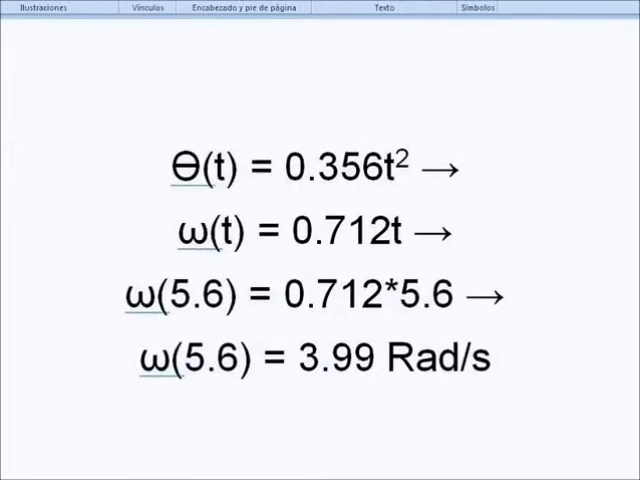 Ilustraciones Vínculos Encabezado y pie de página Texto Símbolos
ϴ(t) = 0.356t² →
ω(t) = 0.712t →
ω(5.6) = 0.712*5.6 →
ω(5.6) = 3.99 Rad/s